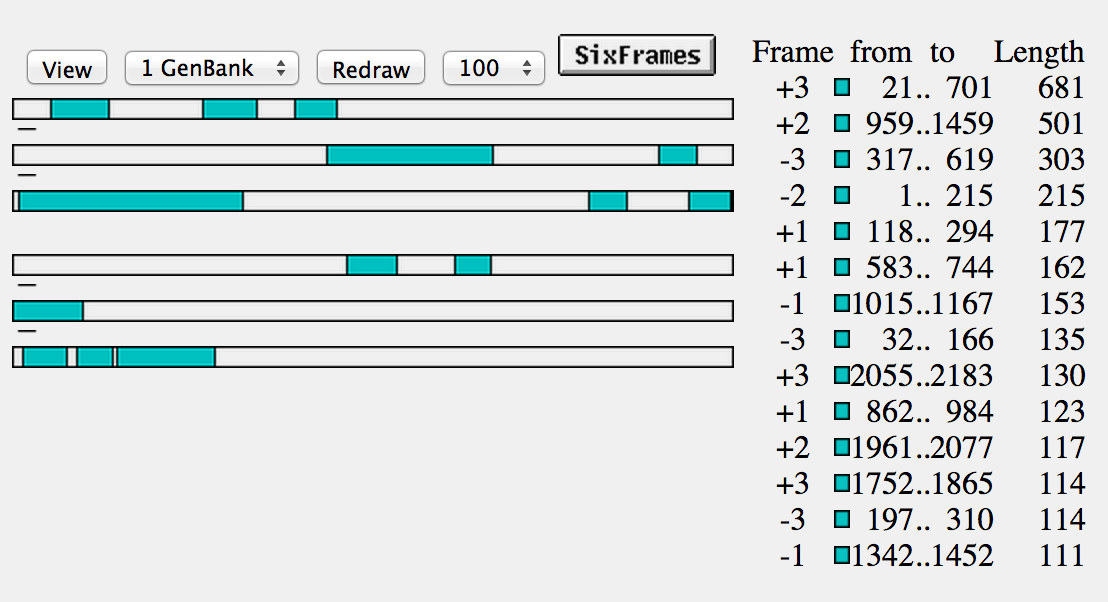 View 1 GenBank Redraw 100 SixFrames
Frame from to Length
+3 21.. 701 681
+2 959..1459 501
-3 317.. 619 303
-2 1.. 215 215
+1 118.. 294 177
+1 583.. 744 162
-1 1015..1167 153
-3 32.. 166 135
+3 2055..2183 130
+1 862.. 984 123
+2 1961..2077 117
+3 1752..1865 114
-3 197.. 310 114
-1 1342..1452 111